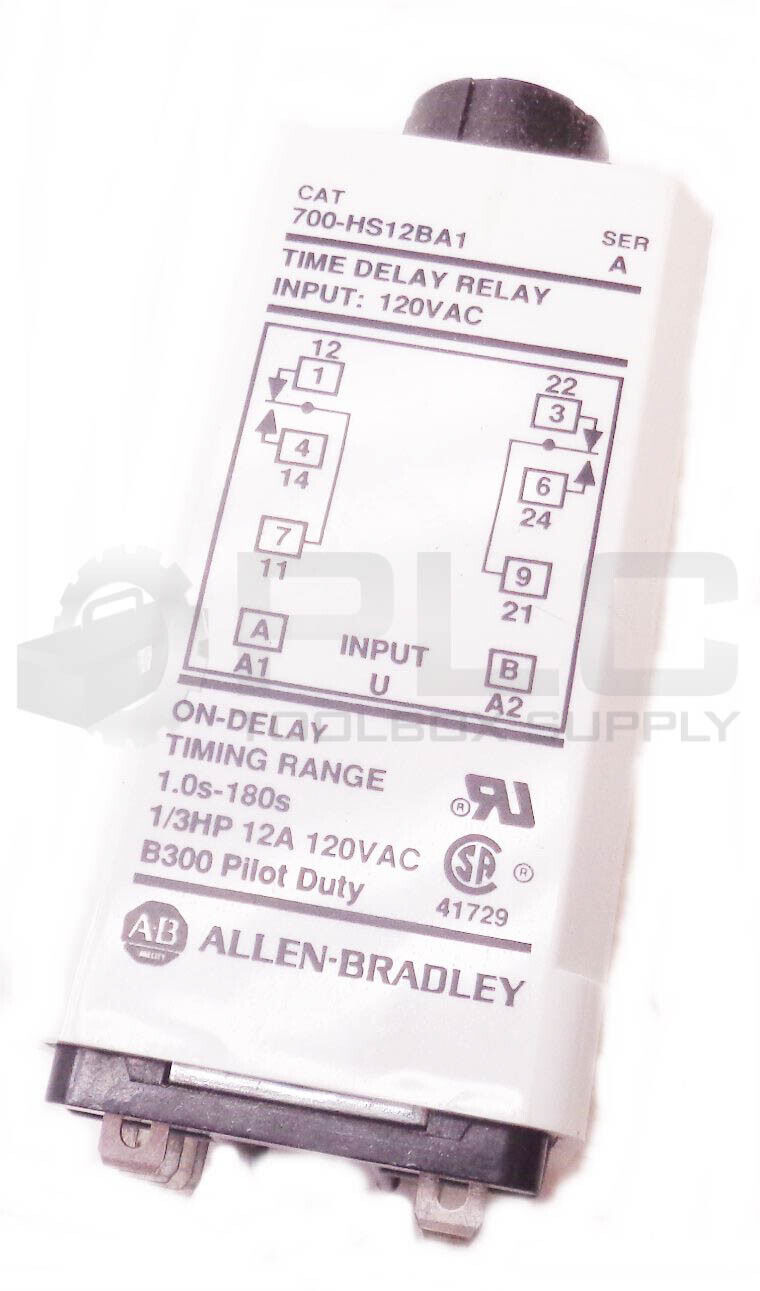 CAT
700-HS12BA1
SER
A
TIME DELAY RELAY
INPUT: 120VAC
12
1
22
3
4
14
6
24
7
11
9
21
A
A1
INPUT
U
B
A2
PLC
TOOLBOX SUPPLY
ON-DELAY
TIMING RANGE
1.0s-180s
1/3HP 12A 120VAC
B300 Pilot Duty
® RU
SA ®
41729
A-B
ALLEN-BRADLEY